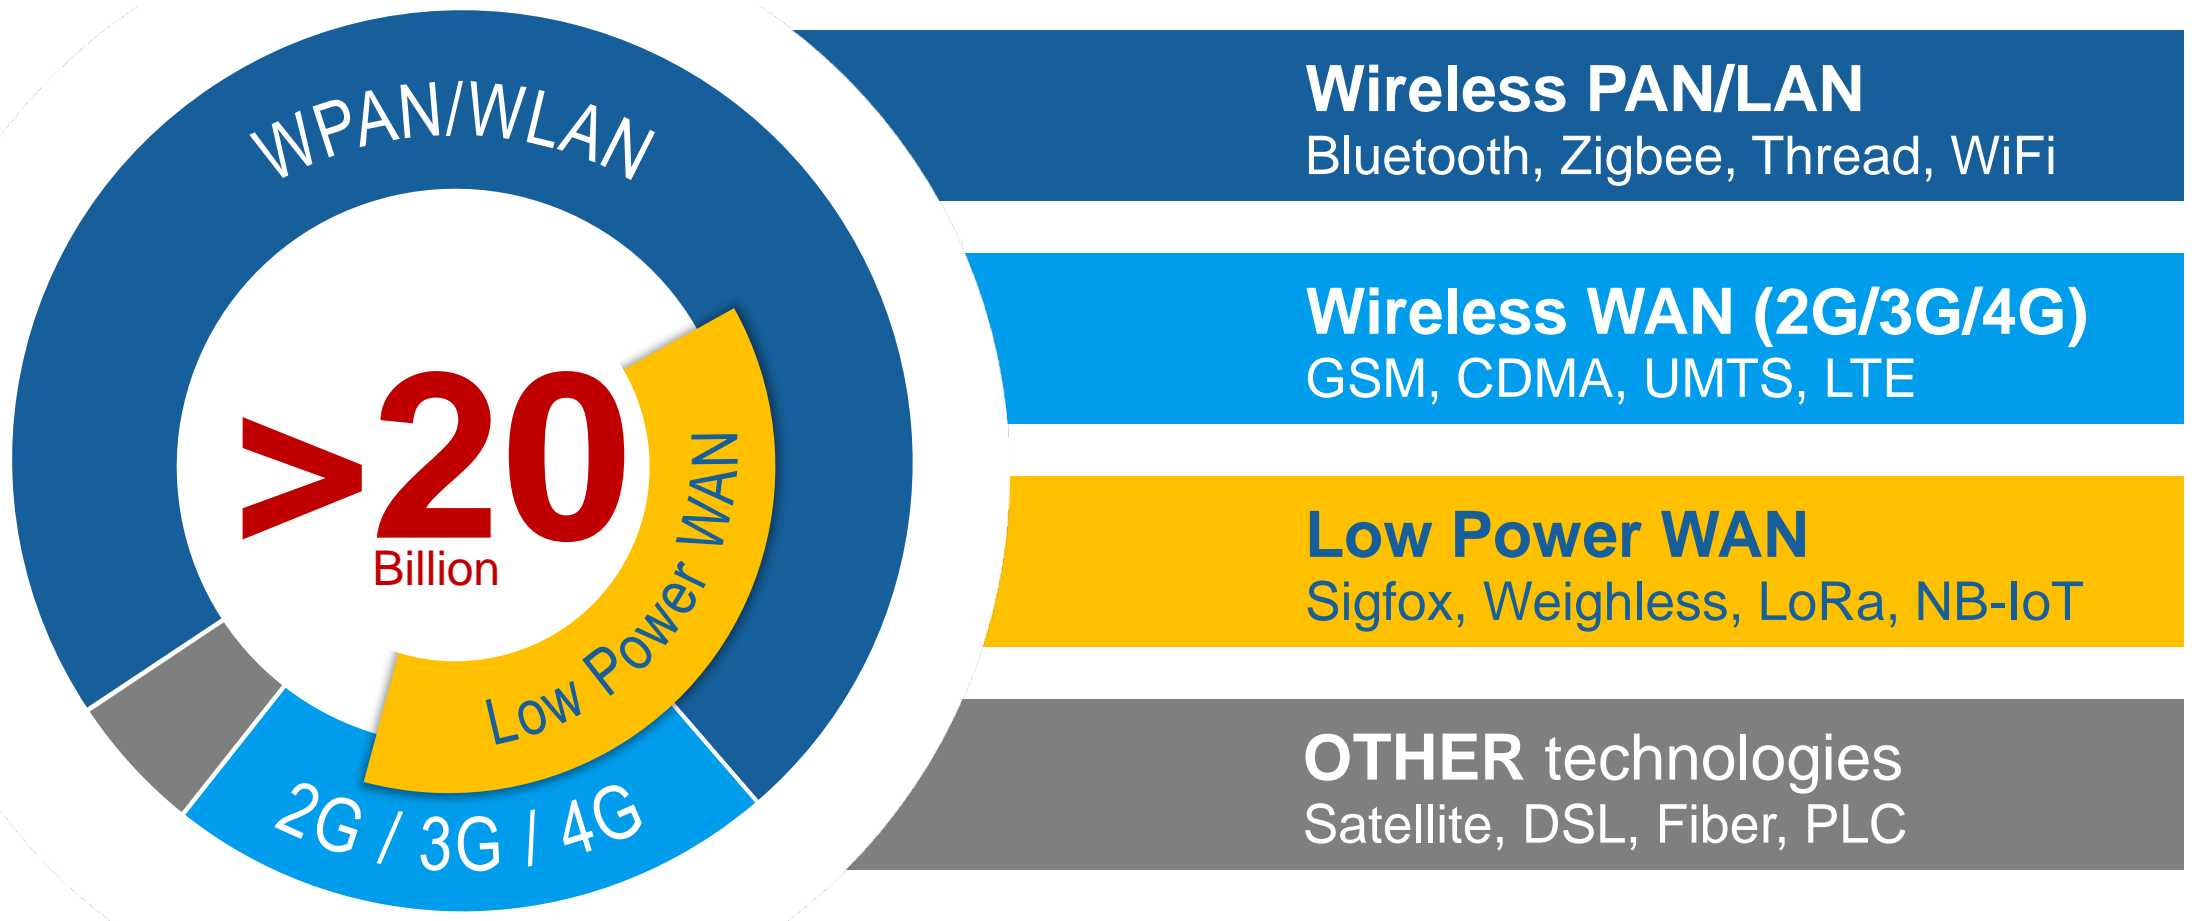 WPAN/WLAN
>20
Billion
Low Power WAN
2G / 3G / 4G
Wireless PAN/LAN
Bluetooth, Zigbee, Thread, WiFi
Wireless WAN (2G/3G/4G)
GSM, CDMA, UMTS, LTE
Low Power WAN
Sigfox, Weighless, LoRa, NB-IoT
OTHER technologies
Satellite, DSL, Fiber, PLC